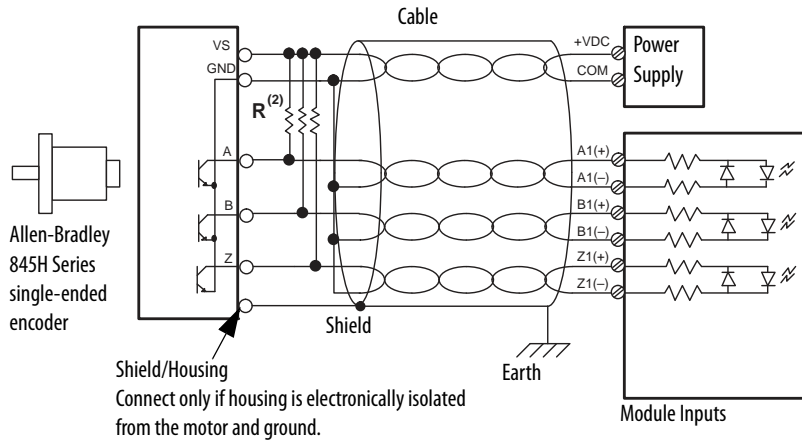 Cable
VS
+VDC
Power
Supply
GND
COM
R(2)
A
A1(+)
A1(–)
B
B1(+)
B1(–)
Z
Z1(+)
Z1(–)
Allen-Bradley
845H Series
single-ended
encoder
Shield
Earth
Shield/Housing
Connect only if housing is electronically isolated
from the motor and ground.
Module Inputs